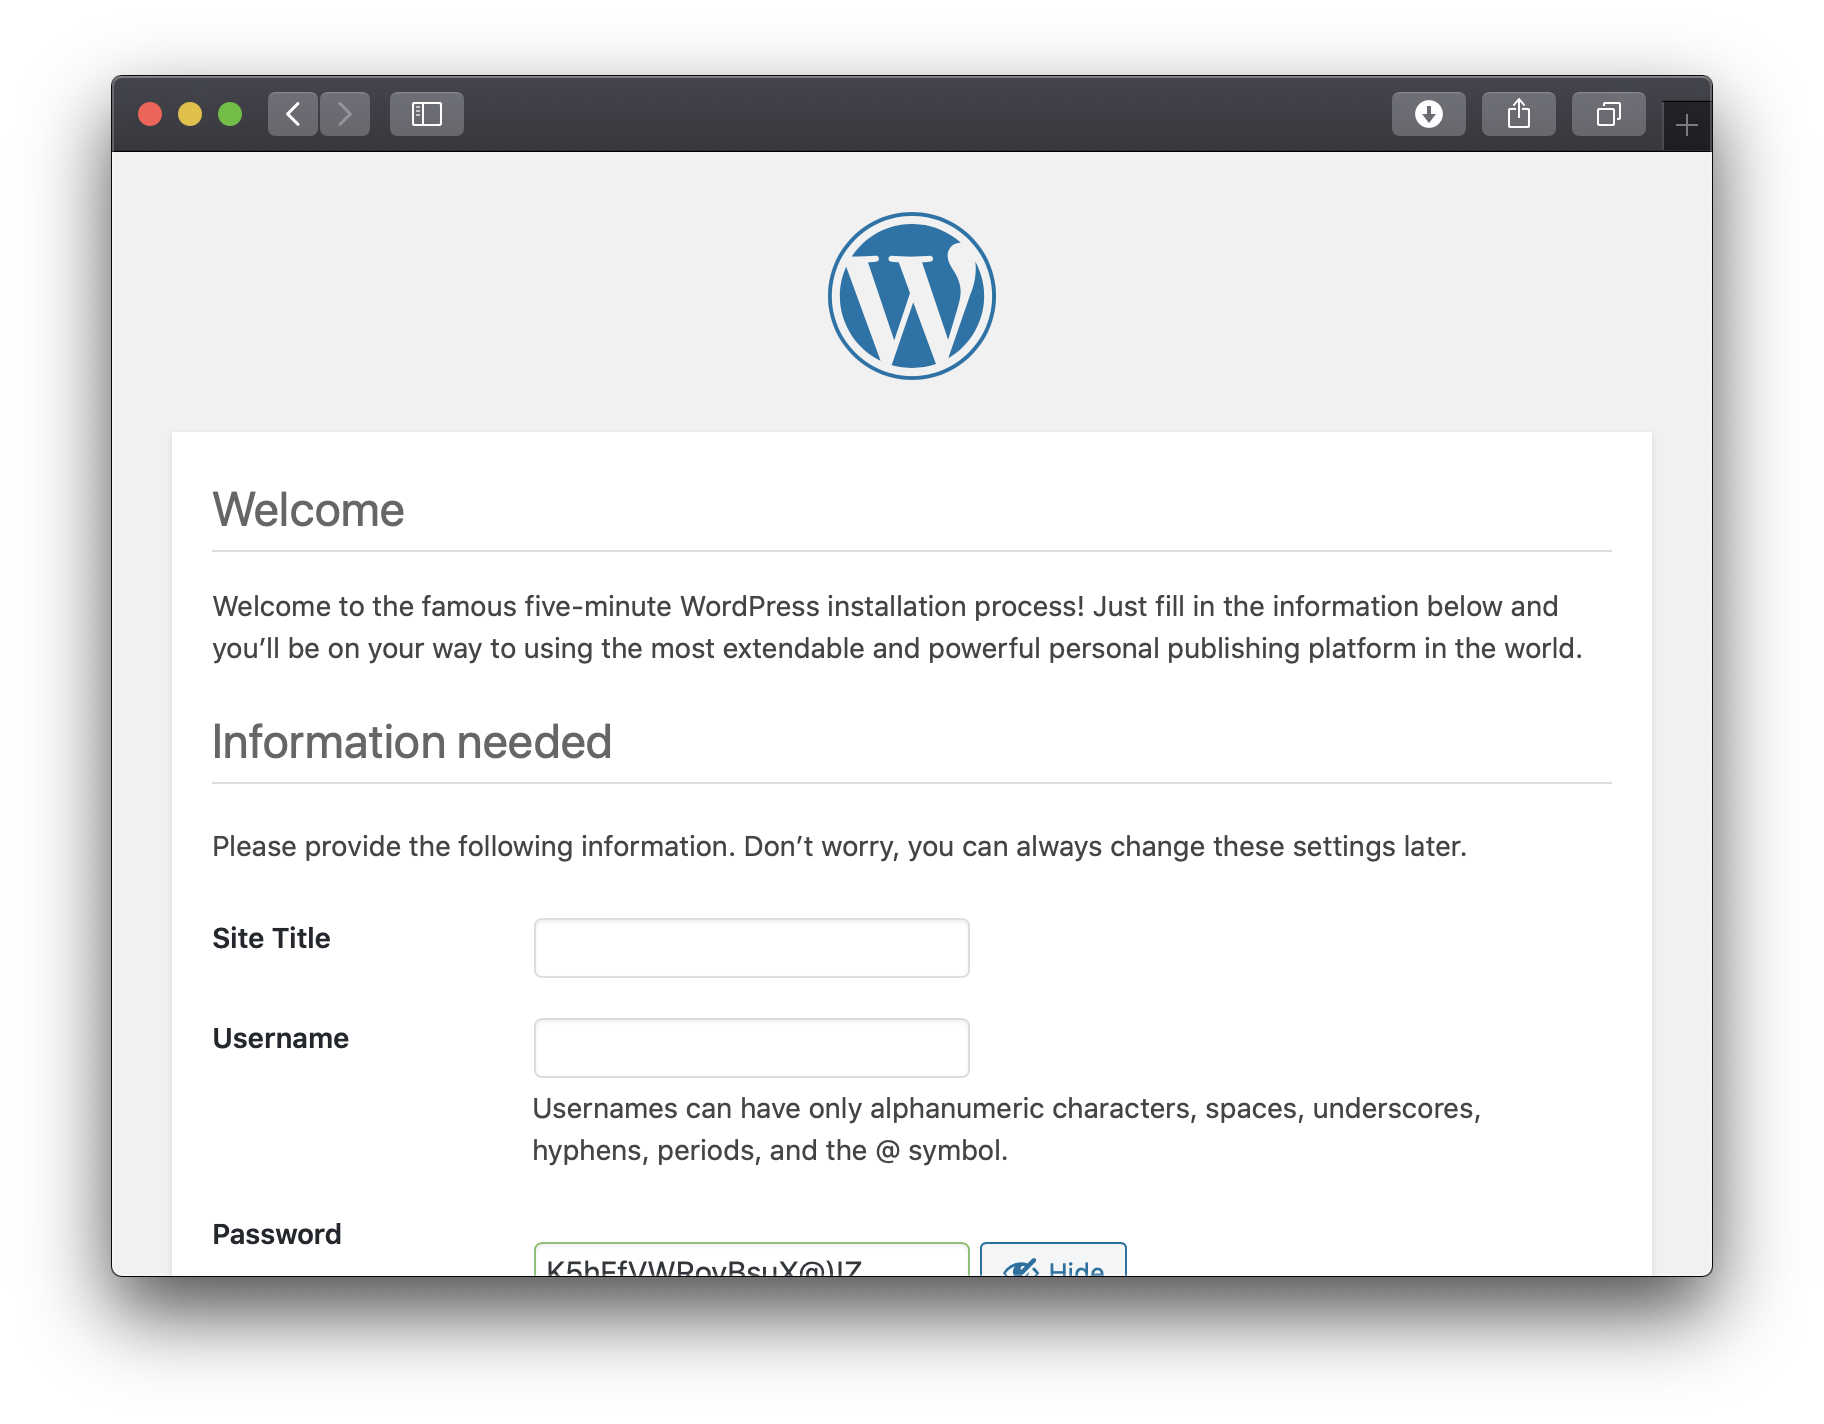 Welcome
Welcome to the famous five-minute WordPress installation process! Just fill in the information below and
you’ll be on your way to using the most extendable and powerful personal publishing platform in the world.
Information needed
Please provide the following information. Don’t worry, you can always change these settings later.
Site Title
Username
Usernames can have only alphanumeric characters, spaces, underscores,
hyphens, periods, and the @ symbol.
Password
Hide